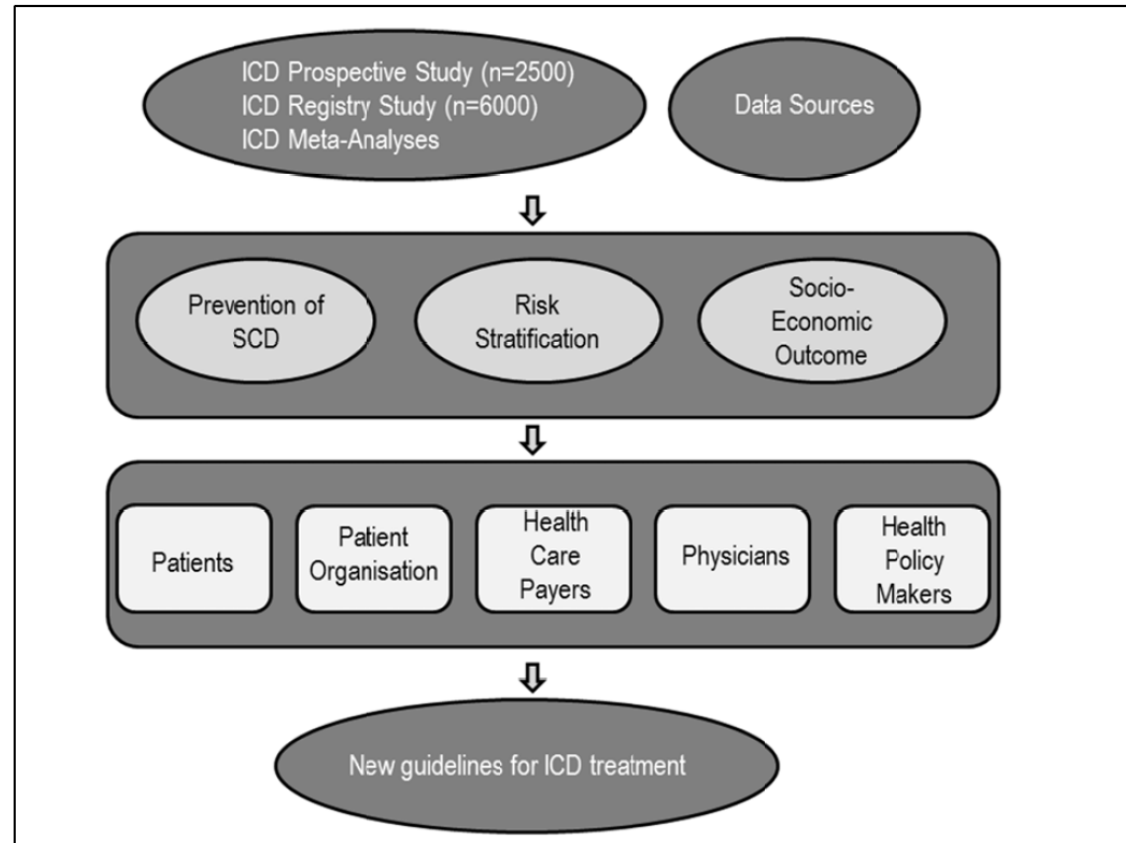 ICD Prospective Study (n=2500)
ICD Registry Study (n=6000)
ICD Meta-Analyses
Data Sources
Prevention of
SCD
Risk
Stratification
Socio-
Economic
Outcome
Patients
Patient
Organisation
Health
Care
Payers
Physicians
Health
Policy
Makers
New guidelines for ICD treatment